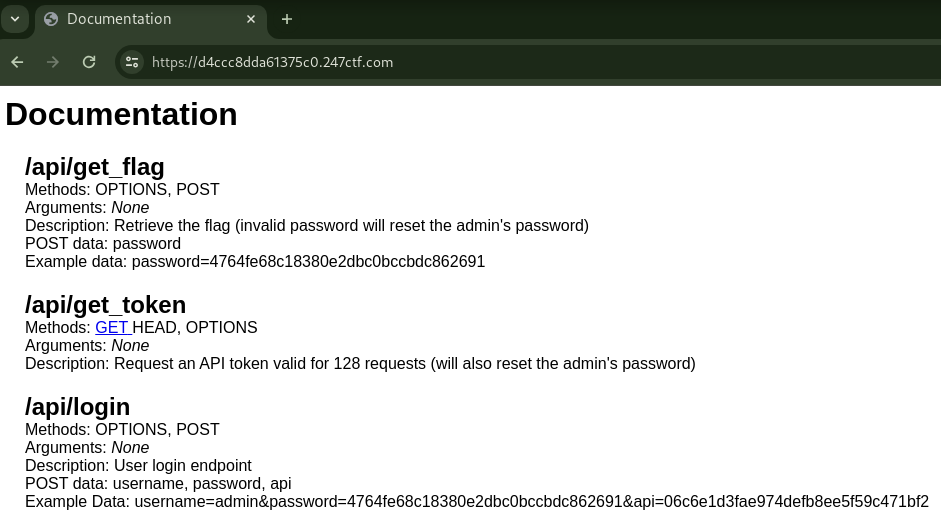 Documentation
https://d4ccc8dda61375c0.247ctf.com
Documentation
/api/get_flag
Methods: OPTIONS, POST
Arguments: None
Description: Retrieve the flag (invalid password will reset the admin's password)
POST data: password
Example data: password=4764fe68c18380e2dbc0bccbdc862691
/api/get_token
Methods: GET HEAD, OPTIONS
Arguments: None
Description: Request an API token valid for 128 requests (will also reset the admin's password)
/api/login
Methods: OPTIONS, POST
Arguments: None
Description: User login endpoint
POST data: username, password, api
Example Data: username=admin&password=4764fe68c18380e2dbc0bccbdc862691&api=06c6e1d3fae974defb8ee5f59c471bf2